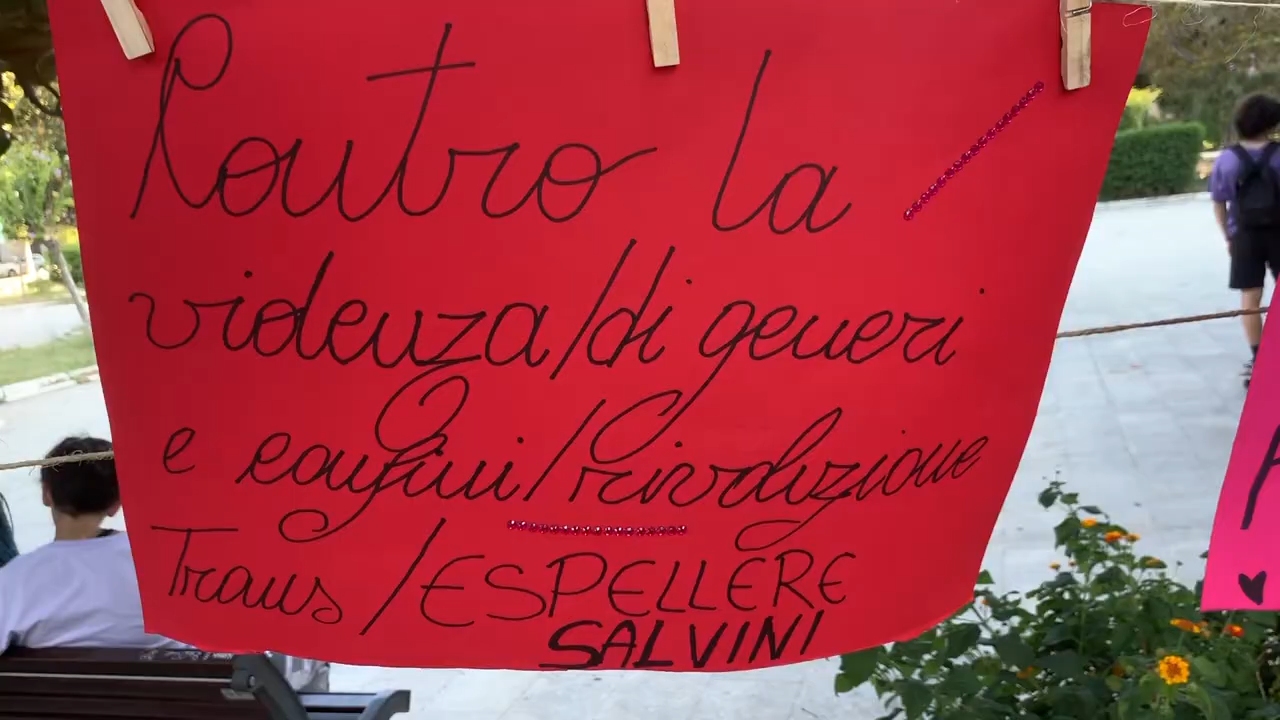 Contro la
violenza/di generi
e confini/rivoluzione
Trans/ESPELLERE
SALVINI